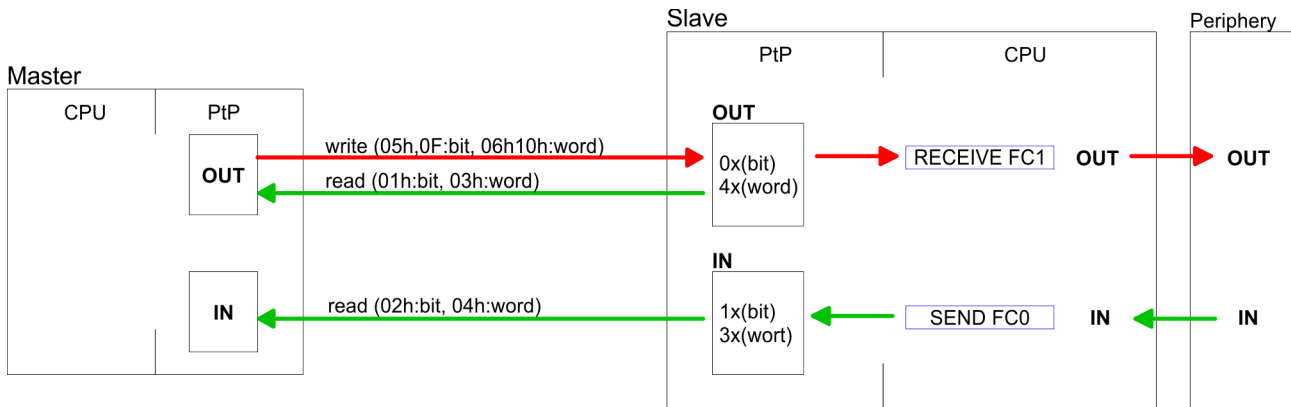 Slave
Periphery
PtP
CPU
Master
CPU
PtP
OUT
write (05h,0F:bit, 06h10h:word)
0x(bit)
RECEIVE FC1
OUT
OUT
OUT
read (01h:bit, 03h:word)
4x(word)
IN
read (02h:bit, 04h:word)
1x(bit)
IN
SEND FC0
IN
IN
3x(wort)